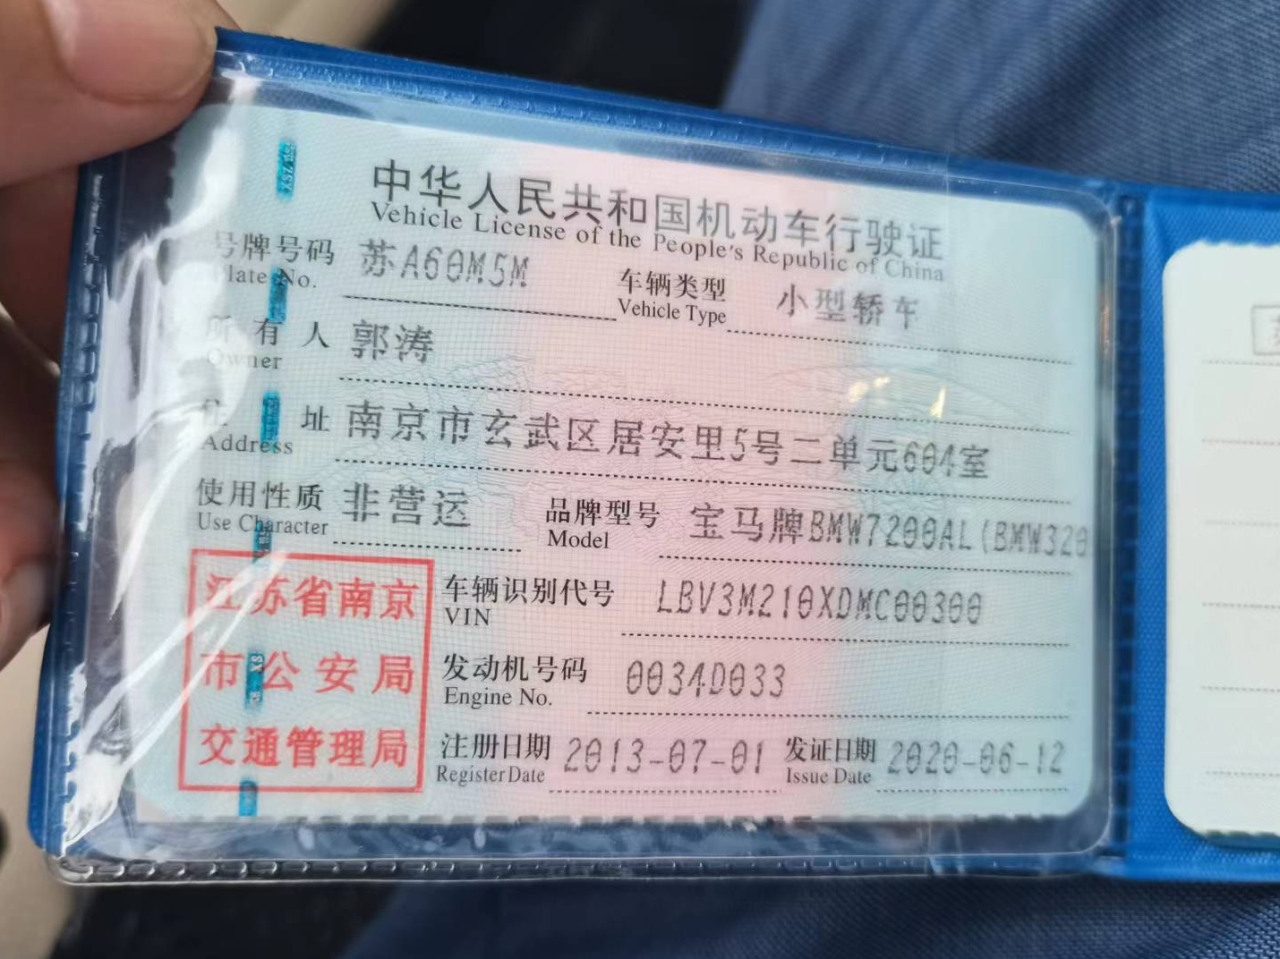 中华人民共和国机动车行驶证
Vehicle License of the People's Republic of China
号牌号码 苏A60M5M 车辆类型 小型轿车
Plate No. Vehicle Type
所有人 郭涛
Owner
住址 南京市玄武区居安里5号二单元604室
Address
使用性质 非营运 品牌型号 宝马牌BMW7200AL(BMW320
Use Character Model
江苏省南京
市公安局
交通管理局
车辆识别代号 LBV3M210XDMC00300
VIN
发动机号码 0034D033
Engine No.
注册日期 2013-07-01 发证日期 2020-06-12
Register Date Issue Date